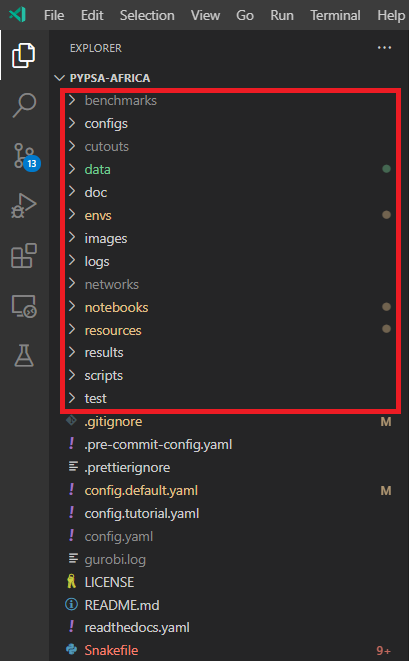 File Edit Selection View Go Run Terminal Help
EXPLORER
PYPSA-AFRICA
benchmarks
configs
cutouts
data
doc
envs
images
logs
networks
notebooks
resources
results
scripts
test
.gitignore M
.pre-commit-config.yaml
.prettierignore
config.default.yaml M
config.tutorial.yaml
config.yaml
gurobi.log
LICENSE
README.md
readthedocs.yaml
Snakefile 9+
13